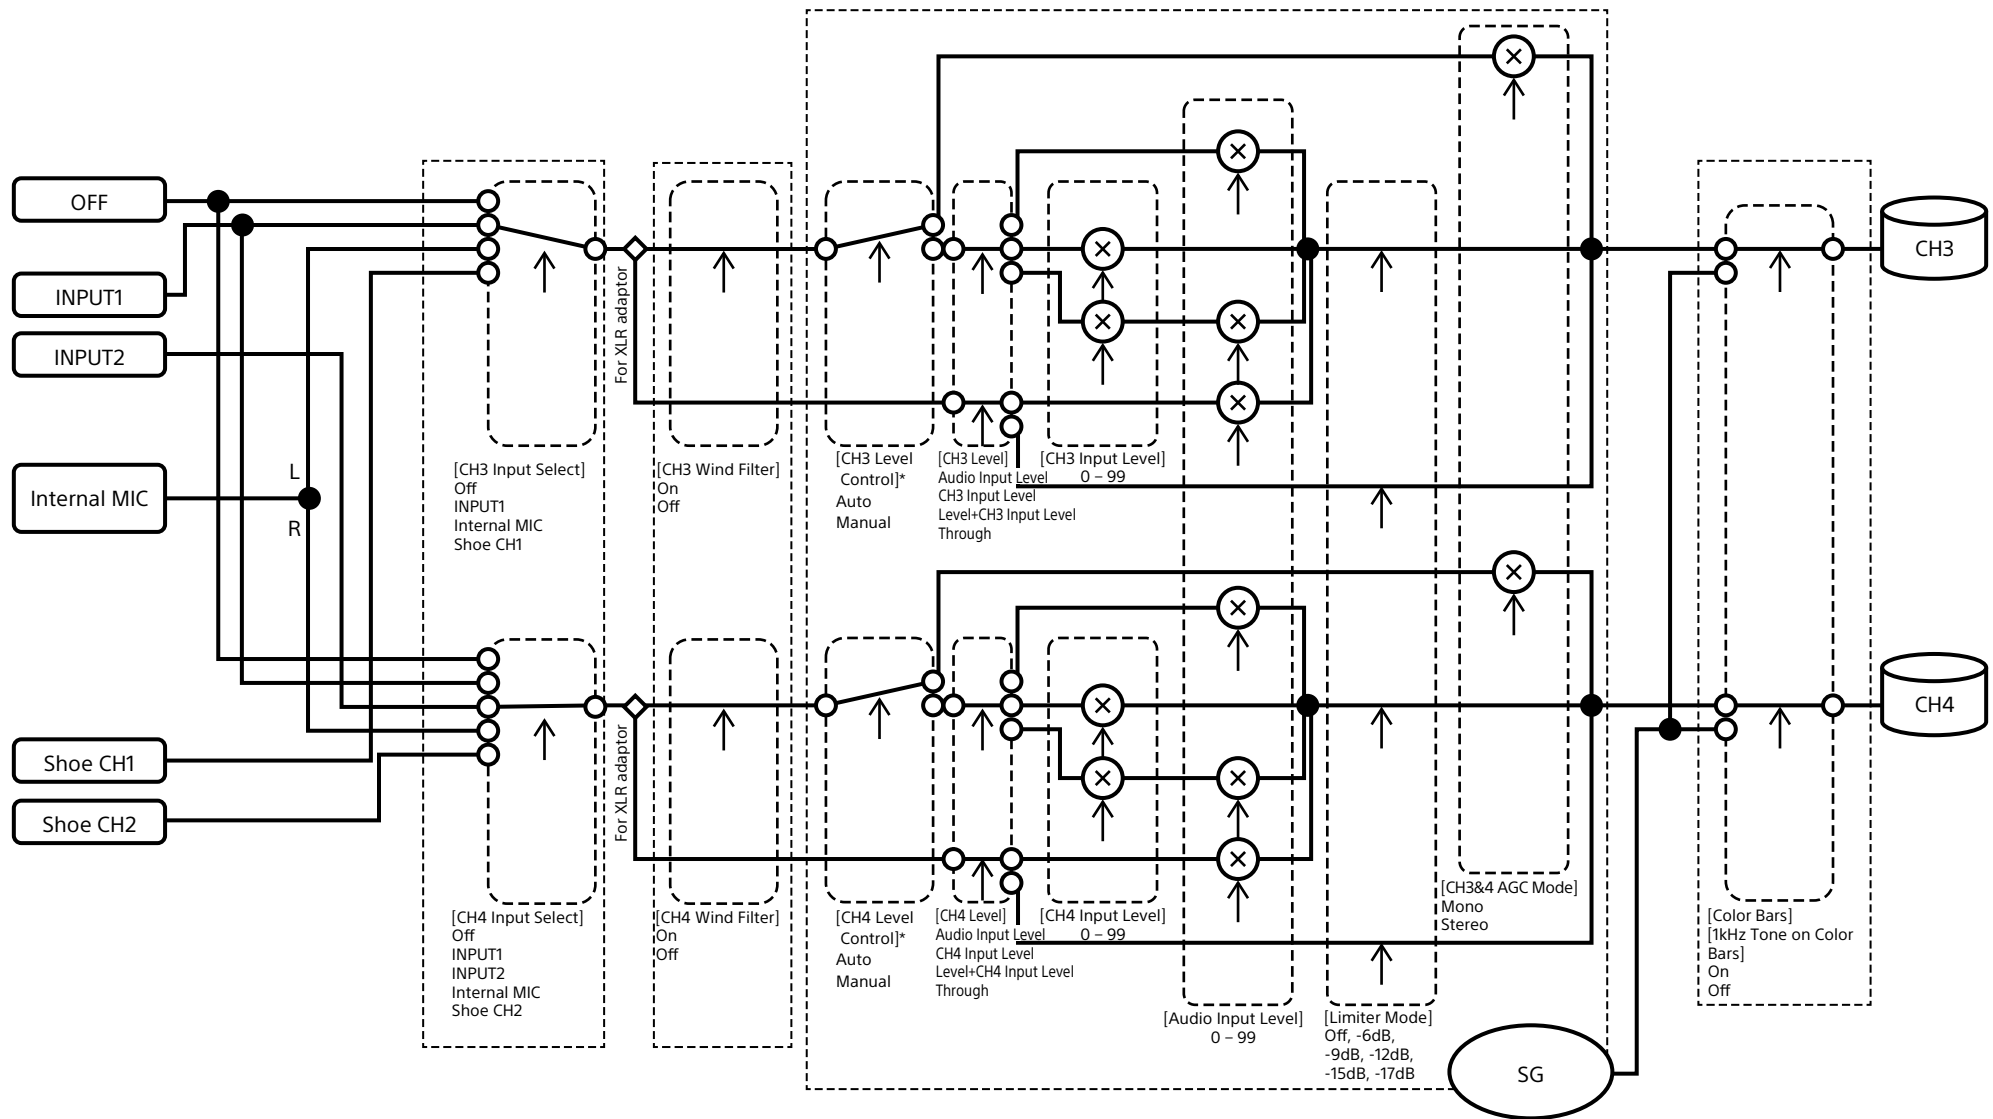 OFF
INPUT1
INPUT2
Internal MIC
L
R
Shoe CH1
Shoe CH2
For XLR adaptor
[CH3 Input Select]
Off
INPUT1
Internal MIC
Shoe CH1
[CH3 Wind Filter]
On
Off
[CH3 Level
Control]*
Auto
Manual
[CH3 Level]
Audio Input Level
CH3 Input Level
Level+CH3 Input Level
Through
[CH3 Input Level]
0 – 99
CH3
For XLR adaptor
[CH4 Input Select]
Off
INPUT1
INPUT2
Internal MIC
Shoe CH2
[CH4 Wind Filter]
On
Off
[CH4 Level
Control]*
Auto
Manual
[CH4 Level]
Audio Input Level
CH4 Input Level
Level+CH4 Input Level
Through
[CH4 Input Level]
0 – 99
[Audio Input Level]
0 – 99
[Limiter Mode]
Off, -6dB,
-9dB, -12dB,
-15dB, -17dB
[CH3&4 AGC Mode]
Mono
Stereo
SG
[Color Bars]
[1kHz Tone on Color
Bars]
On
Off
CH4